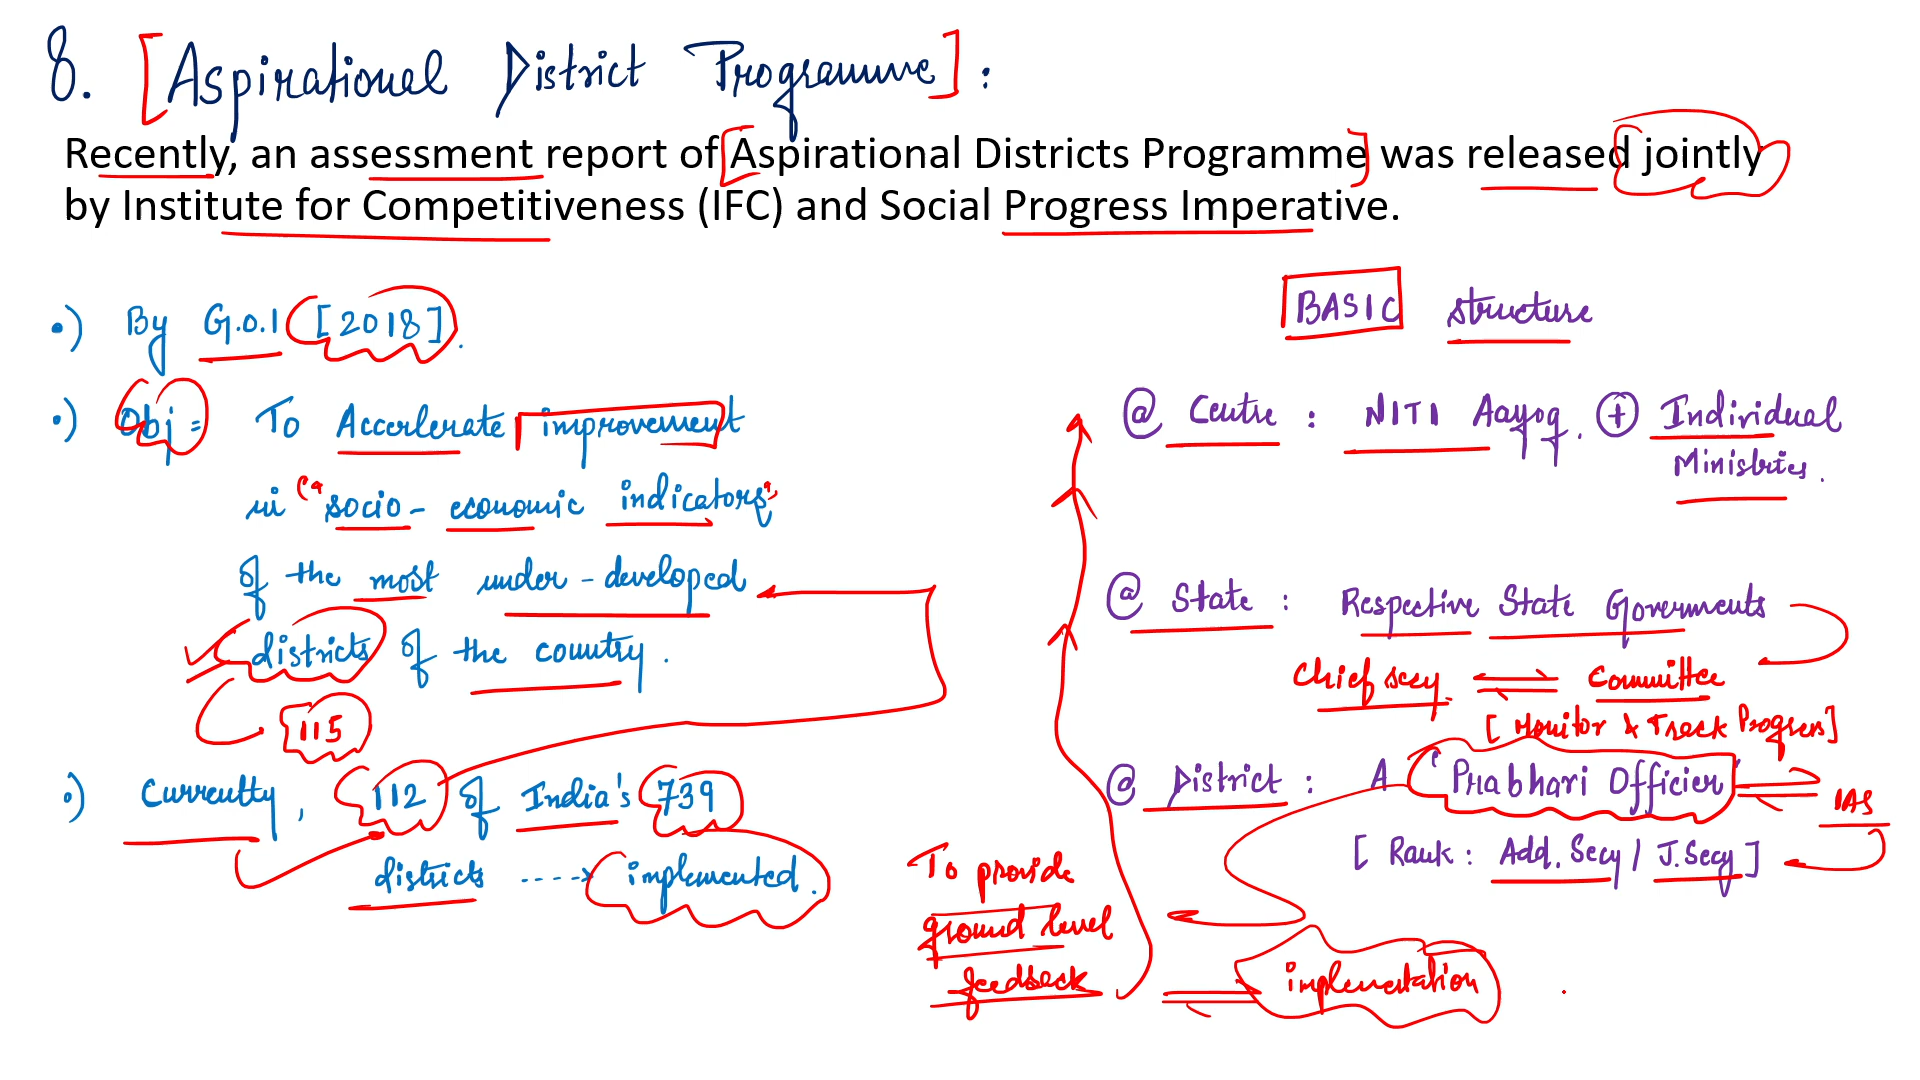 8. [Aspirational District Programme]:
Recently, an assessment report of [Aspirational Districts Programme] was released jointly
by Institute for Competitiveness (IFC) and Social Progress Imperative.
•) By G.O.I [2018].
•) Obj = To Accerlerate improvement
in "socio-economic indicators"
of the most under-developed
districts of the country.
115
•) Currently, 112 of India's 739
districts ----> implemented.
BASIC structure
@ Centre : NITI Aayog. + Individual
Ministries.
@ State : Respective State Goverments
Chief secy. Committee
[Monitor & Track Progress]
@ District : A 'Prabhari Officier'
IAS
[Rank : Add. Secy / J. Secy]
To provide
ground level
feedback
implementation